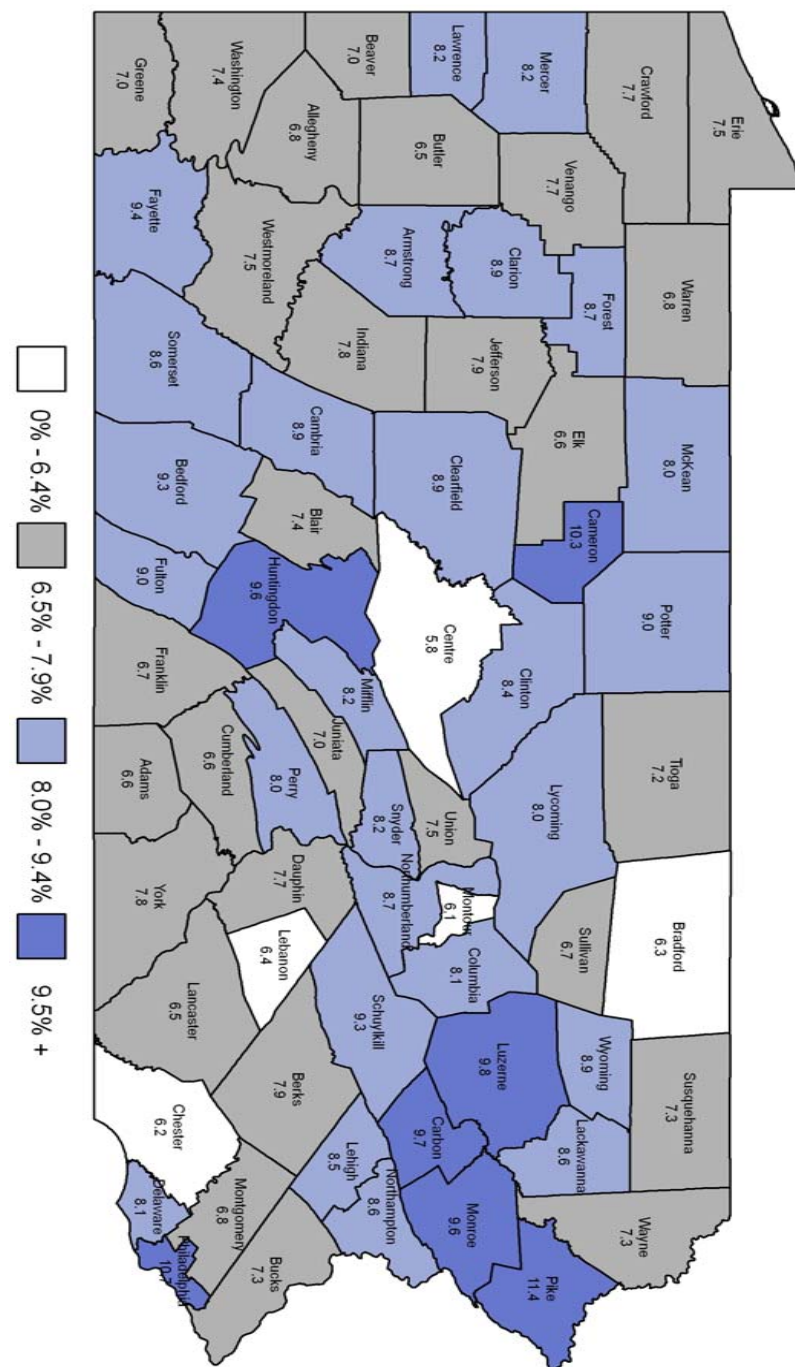 Erie
7.5
Crawford
7.7
Warren
6.8
McKean
8.0
Potter
9.0
Tioga
7.2
Bradford
6.3
Susquehanna
7.3
Wayne
7.3
Pike
11.4
Mercer
8.2
Venango
7.7
Forest
8.7
Elk
6.6
Cameron
10.3
Clinton
8.4
Lycoming
8.0
Sullivan
6.7
Wyoming
8.9
Lackawanna
8.6
Lawrence
8.2
Butler
6.5
Clarion
8.9
Jefferson
7.9
Clearfield
8.9
Centre
5.8
Union
7.5
Montour
6.1
Columbia
8.1
Luzerne
9.8
Monroe
9.6
Beaver
7.0
Armstrong
8.7
Indiana
7.8
Cambria
8.9
Blair
7.4
Huntingdon
9.6
Mifflin
8.2
Juniata
7.0
Snyder
8.2
Northumberland
8.7
Schuylkill
9.3
Carbon
9.7
Northampton
8.6
Lehigh
8.5
Allegheny
6.8
Westmoreland
7.5
Perry
8.0
Dauphin
7.7
Lebanon
6.4
Berks
7.9
Montgomery
6.8
Bucks
7.3
Washington
7.4
Greene
7.0
Fayette
9.4
Somerset
8.6
Bedford
9.3
Fulton
9.0
Franklin
6.7
Cumberland
6.6
Adams
6.6
York
7.8
Lancaster
6.5
Chester
6.2
Delaware
8.1
Philadelphia
10.7
0% - 6.4%
6.5% - 7.9%
8.0% - 9.4%
9.5% +